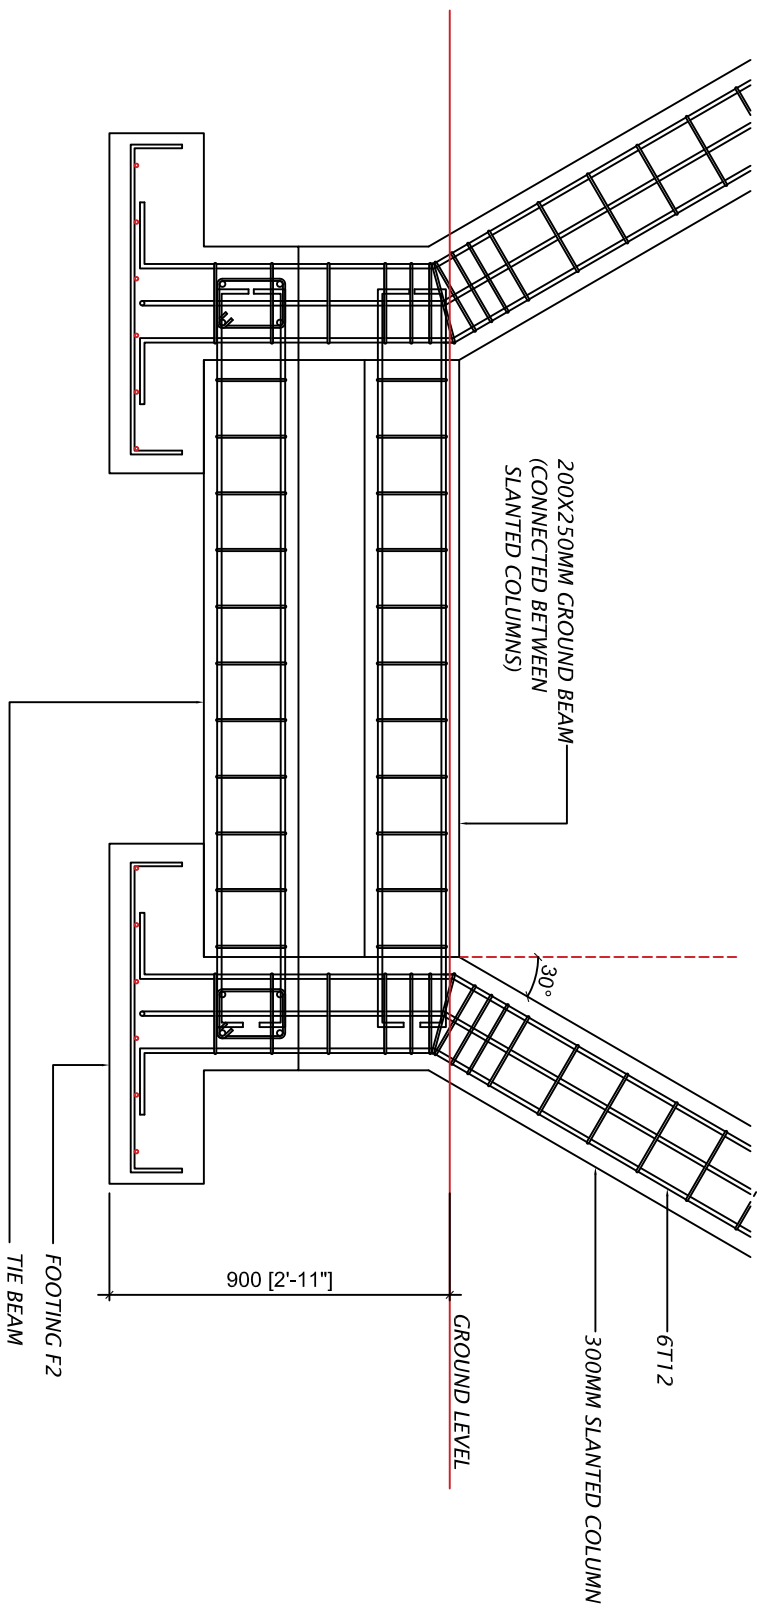 200X250MM GROUND BEAM
(CONNECTED BETWEEN
SLANTED COLUMNS)
30°
6T12
300MM SLANTED COLUMN
GROUND LEVEL
900 [2'-11"]
FOOTING F2
TIE BEAM